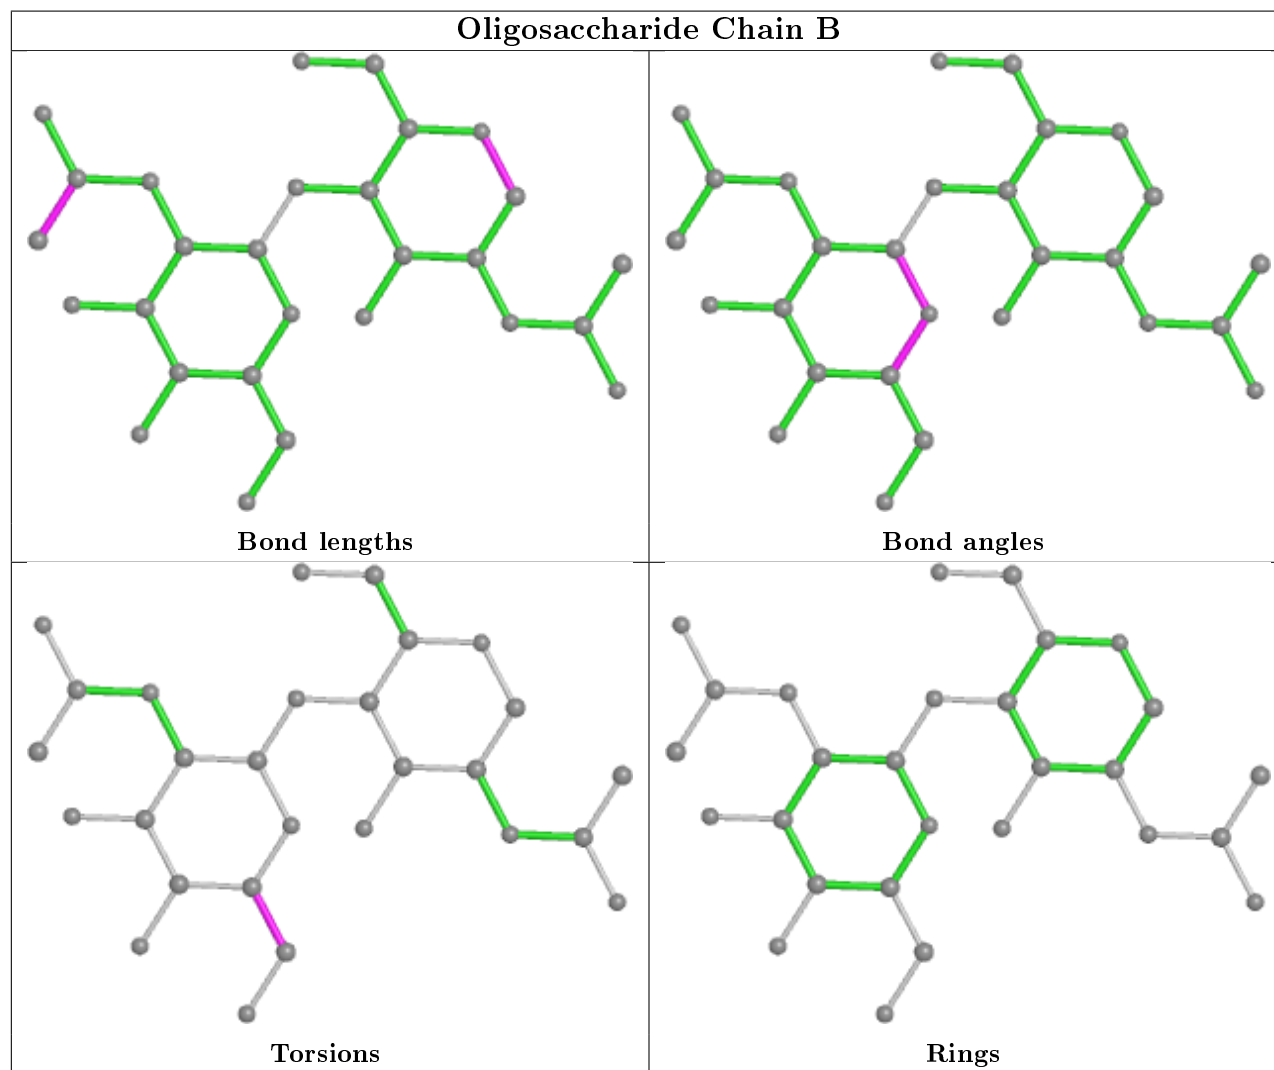 Oligosaccharide Chain B
Bond lengths
Bond angles
Torsions
Rings